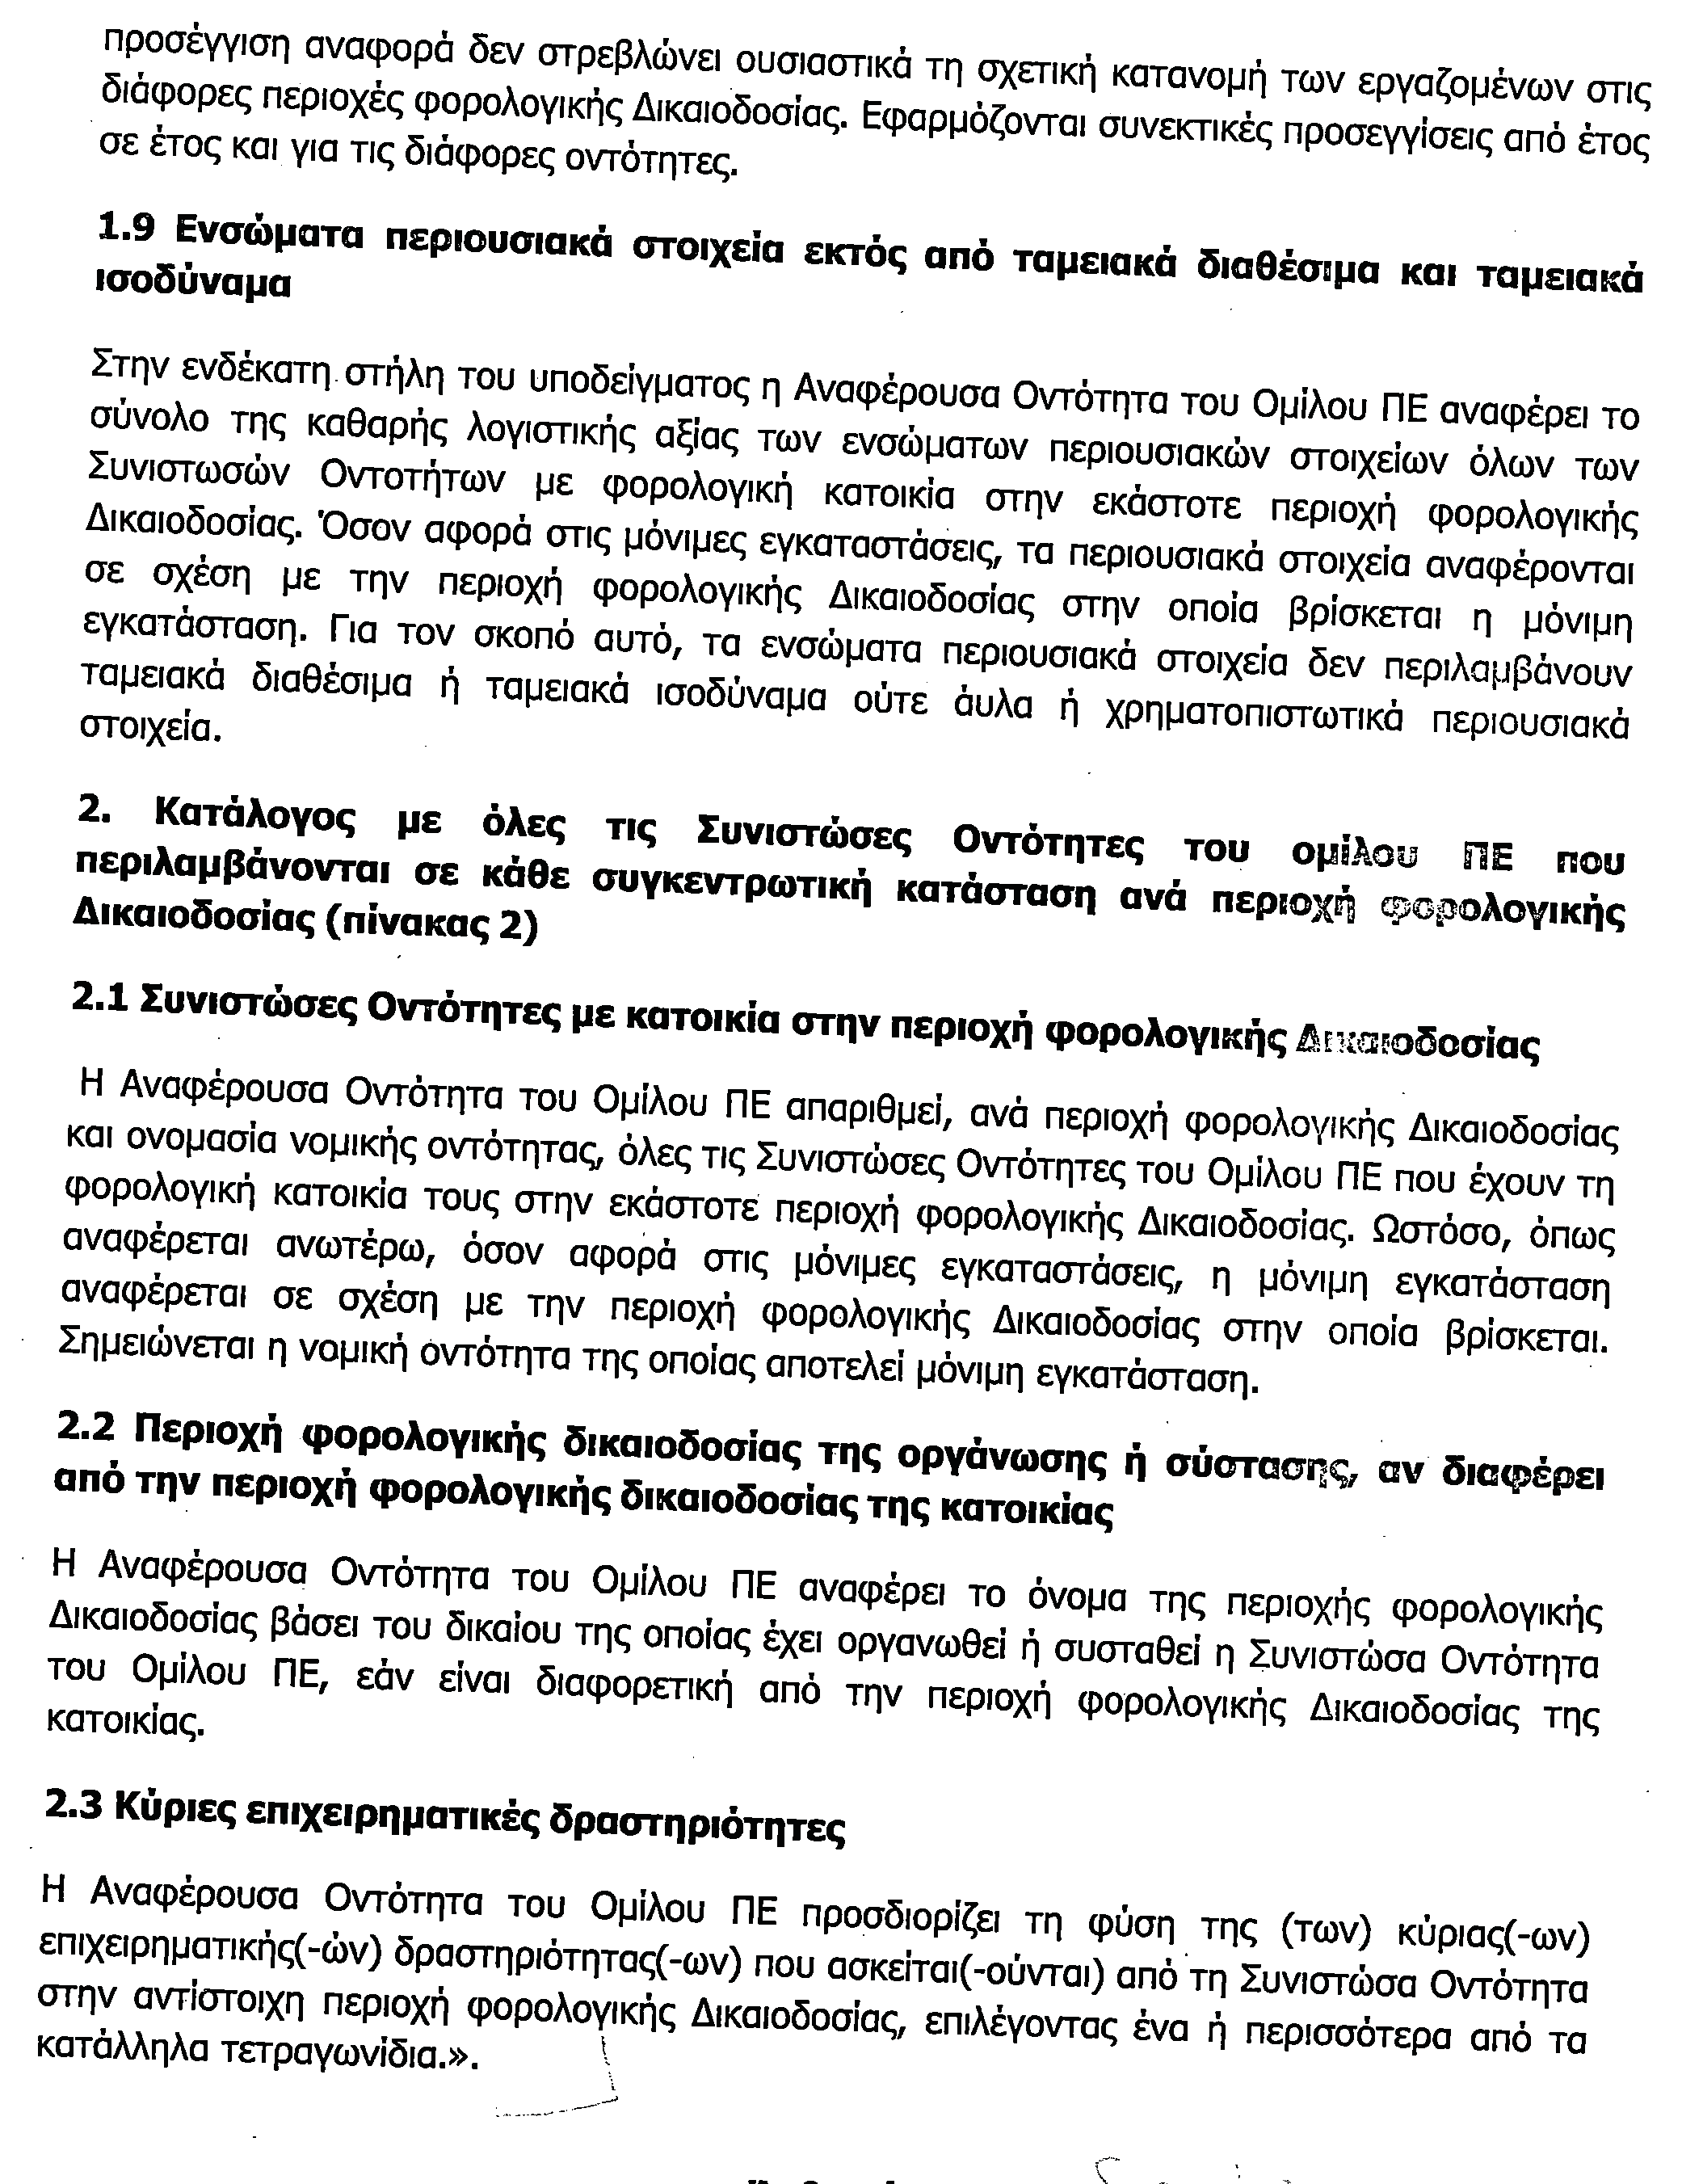 προσέγγιση αναφορά δεν στρεβλώνει ουσιαστικά τη σχετική κατανομή των εργαζομένων στις
διάφορες περιοχές φορολογικής Δικαιοδοσίας. Εφαρμόζονται συνεκτικές προσεγγίσεις από έτος
σε έτος και για τις διάφορες οντότητες.
1.9 Ενσώματα περιουσιακά στοιχεία εκτός από ταμειακά διαθέσιμα και ταμειακά
ισοδύναμα
Στην ενδέκατη στήλη του υποδείγματος η Αναφέρουσα Οντότητα του Ομίλου ΠΕ αναφέρει το
σύνολο της καθαρής λογιστικής αξίας των ενσώματων περιουσιακών στοιχείων όλων των
Συνιστωσών Οντοτήτων με φορολογική κατοικία στην εκάστοτε περιοχή φορολογικής
Δικαιοδοσίας. Όσον αφορά στις μόνιμες εγκαταστάσεις, τα περιουσιακά στοιχεία αναφέρονται
σε σχέση με την περιοχή φορολογικής Δικαιοδοσίας στην οποία βρίσκεται η μόνιμη
εγκατάσταση. Για τον σκοπό αυτό, τα ενσώματα περιουσιακά στοιχεία δεν περιλαμβάνουν
ταμειακά διαθέσιμα ή ταμειακά ισοδύναμα ούτε άυλα ή χρηματοπιστωτικά περιουσιακά
στοιχεία.
2. Κατάλογος με όλες τις Συνιστώσες Οντότητες του ομίλου ΠΕ που
περιλαμβάνονται σε κάθε συγκεντρωτική κατάσταση ανά περιοχή φορολογικής
Δικαιοδοσίας (πίνακας 2)
2.1 Συνιστώσες Οντότητες με κατοικία στην περιοχή φορολογικής Δικαιοδοσίας
Η Αναφέρουσα Οντότητα του Ομίλου ΠΕ απαριθμεί, ανά περιοχή φορολογικής Δικαιοδοσίας
και ονομασία νομικής οντότητας, όλες τις Συνιστώσες Οντότητες του Ομίλου ΠΕ που έχουν τη
φορολογική κατοικία τους στην εκάστοτε περιοχή φορολογικής Δικαιοδοσίας. Ωστόσο, όπως
αναφέρεται ανωτέρω, όσον αφορά στις μόνιμες εγκαταστάσεις, η μόνιμη εγκατάσταση
αναφέρεται σε σχέση με την περιοχή φορολογικής Δικαιοδοσίας στην οποία βρίσκεται.
Σημειώνεται η νομική οντότητα της οποίας αποτελεί μόνιμη εγκατάσταση.
2.2 Περιοχή φορολογικής δικαιοδοσίας της οργάνωσης ή σύστασης, αν διαφέρει
από την περιοχή φορολογικής δικαιοδοσίας της κατοικίας
Η Αναφέρουσα Οντότητα του Ομίλου ΠΕ αναφέρει το όνομα της περιοχής φορολογικής
Δικαιοδοσίας βάσει του δικαίου της οποίας έχει οργανωθεί ή συσταθεί η Συνιστώσα Οντότητα
του Ομίλου ΠΕ, εάν είναι διαφορετική από την περιοχή φορολογικής Δικαιοδοσίας της
κατοικίας.
2.3 Κύριες επιχειρηματικές δραστηριότητες
Η Αναφέρουσα Οντότητα του Ομίλου ΠΕ προσδιορίζει τη φύση της (των) κύριας(-ων)
επιχειρηματικής(-ών) δραστηριότητας(-ων) που ασκείται(-ούνται) από τη Συνιστώσα Οντότητα
στην αντίστοιχη περιοχή φορολογικής Δικαιοδοσίας, επιλέγοντας ένα ή περισσότερα από τα
κατάλληλα τετραγωνίδια.».